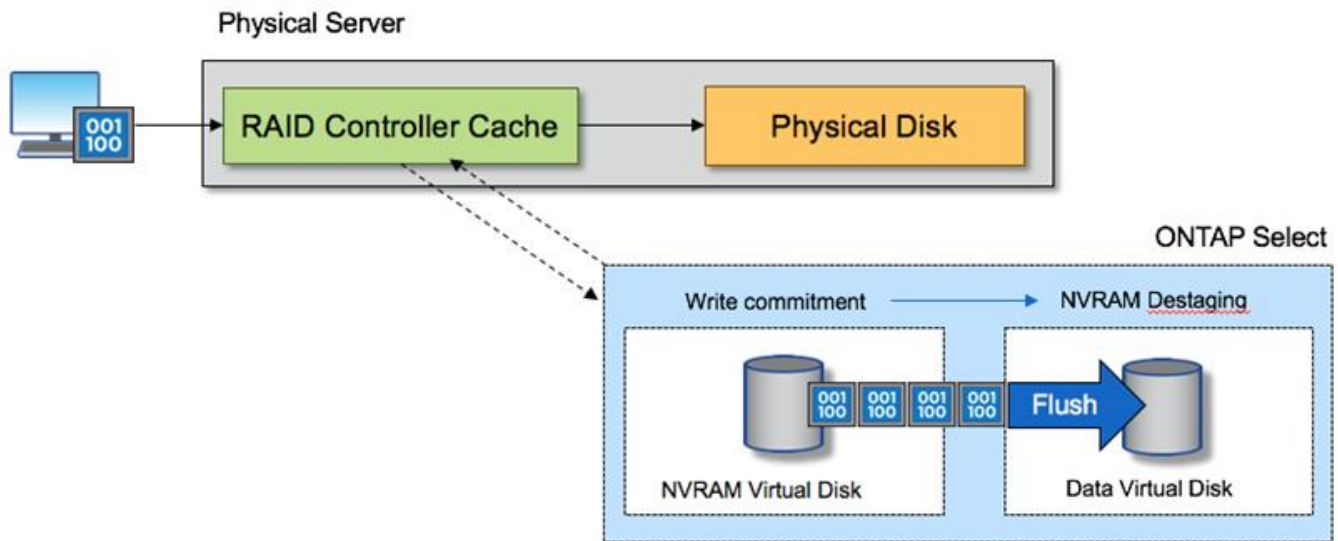 Physical Server
001
100
RAID Controller Cache
Physical Disk
ONTAP Select
Write commitment
NVRAM Destaging
001
100
001
100
001
100
001
100
Flush
NVRAM Virtual Disk
Data Virtual Disk